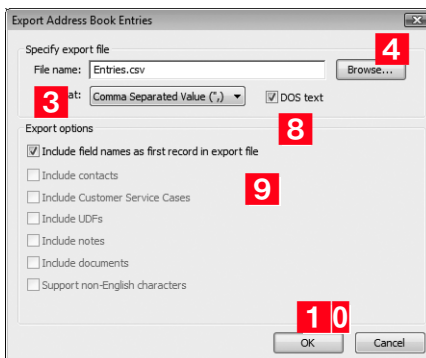 Export Address Book Entries
Specify export file
4
File name: Entries.csv Browse...
3 at: Comma Separated Value (",) DOS text
8
Export options
Include field names as first record in export file
Include contacts
9
Include Customer Service Cases
Include UDFs
Include notes
Include documents
Support non-English characters
1 0
OK Cancel